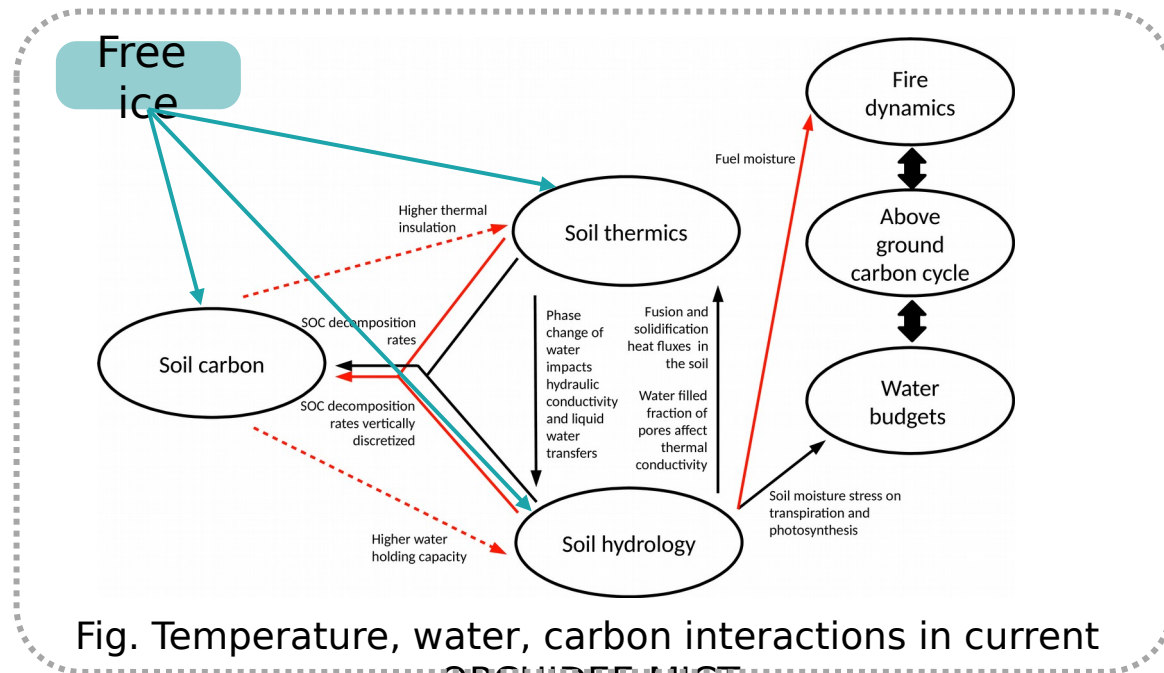 Free
ice
Fire
dynamics
Fuel moisture
Above
ground
carbon cycle
Higher thermal
insulation
Soil thermics
SOC decomposition
rates
Phase
change of
water
impacts
hydraulic
conductivity
and liquid
water
transfers
Fusion and
solidification
heat fluxes in
the soil
Water filled
fraction of
pores affect
thermal
conductivity
Soil carbon
Water
budgets
SOC decomposition
rates vertically
discretized
Soil moisture stress on
transpiration and
photosynthesis
Higher water
holding capacity
Soil hydrology
Fig. Temperature, water, carbon interactions in current